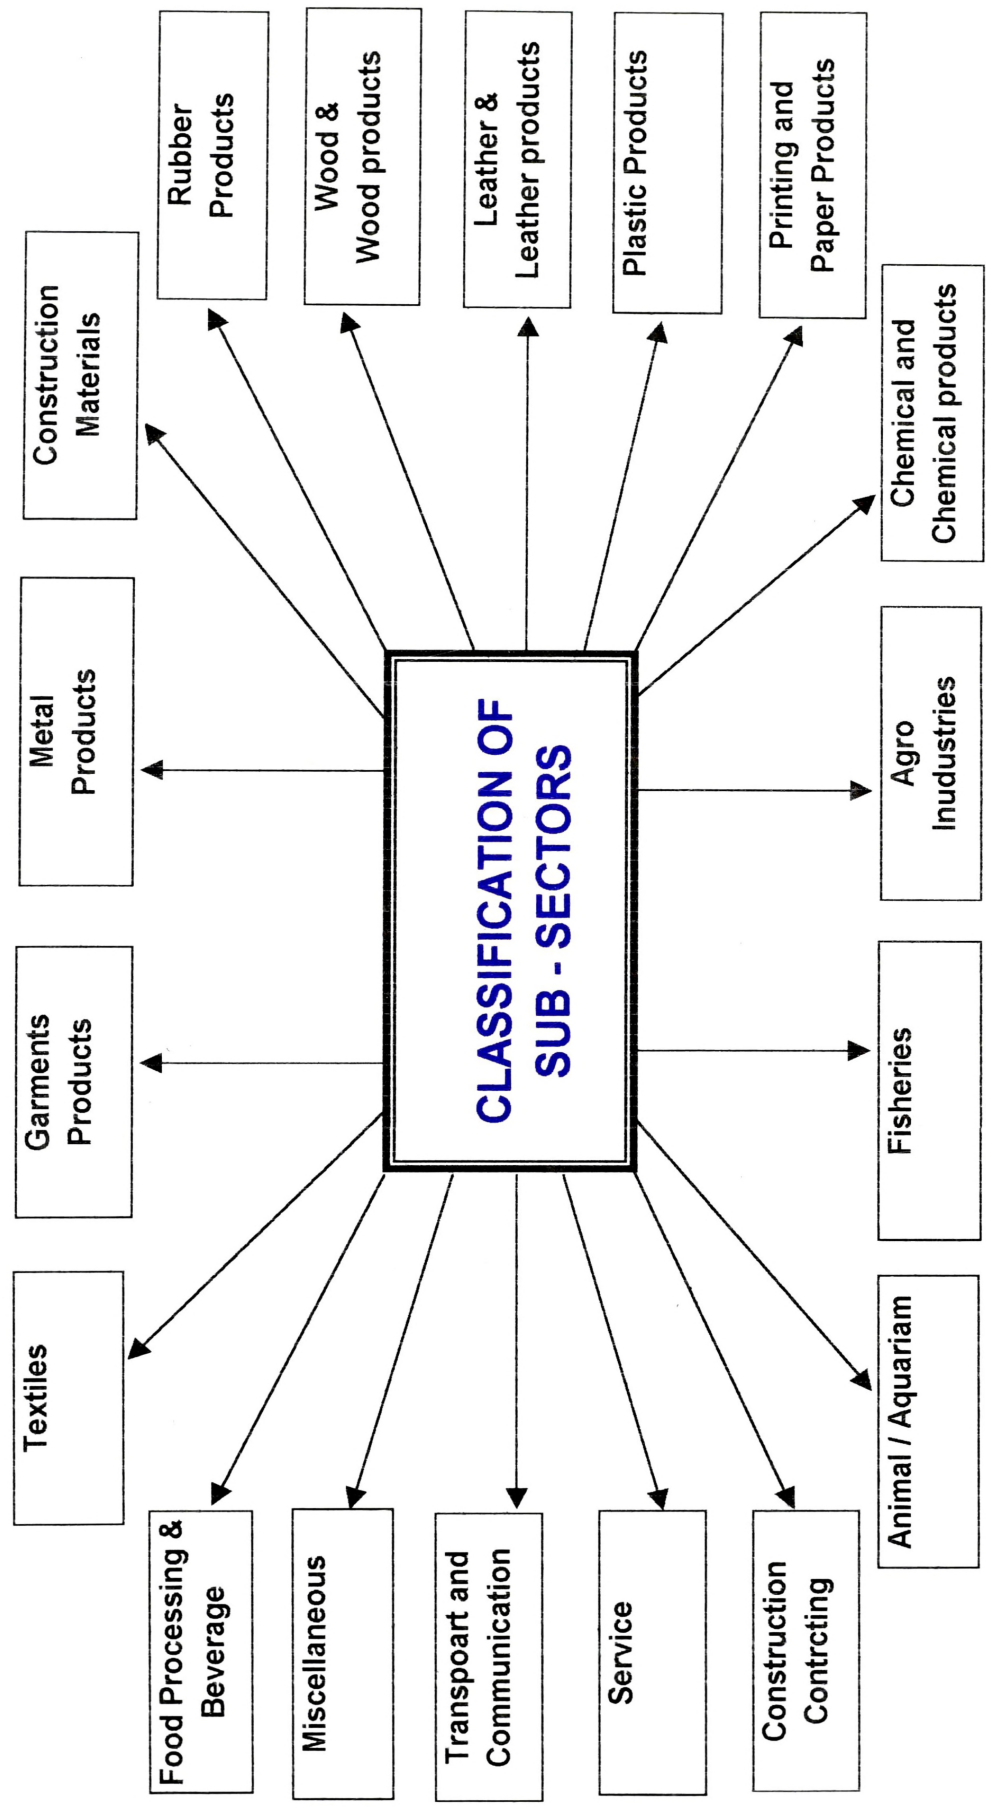 Textiles
Garments
Products
Metal
Products
Construction
Materials
Food Processing &
Beverage
Rubber
Products
Miscellaneous
Wood &
Wood products
Transpoart and
Communication
CLASSIFICATION OF
SUB - SECTORS
Leather &
Leather products
Service
Plastic Products
Construction
Contrcting
Printing and
Paper Products
Animal / Aquariam
Fisheries
Agro
Inudustries
Chemical and
Chemical products